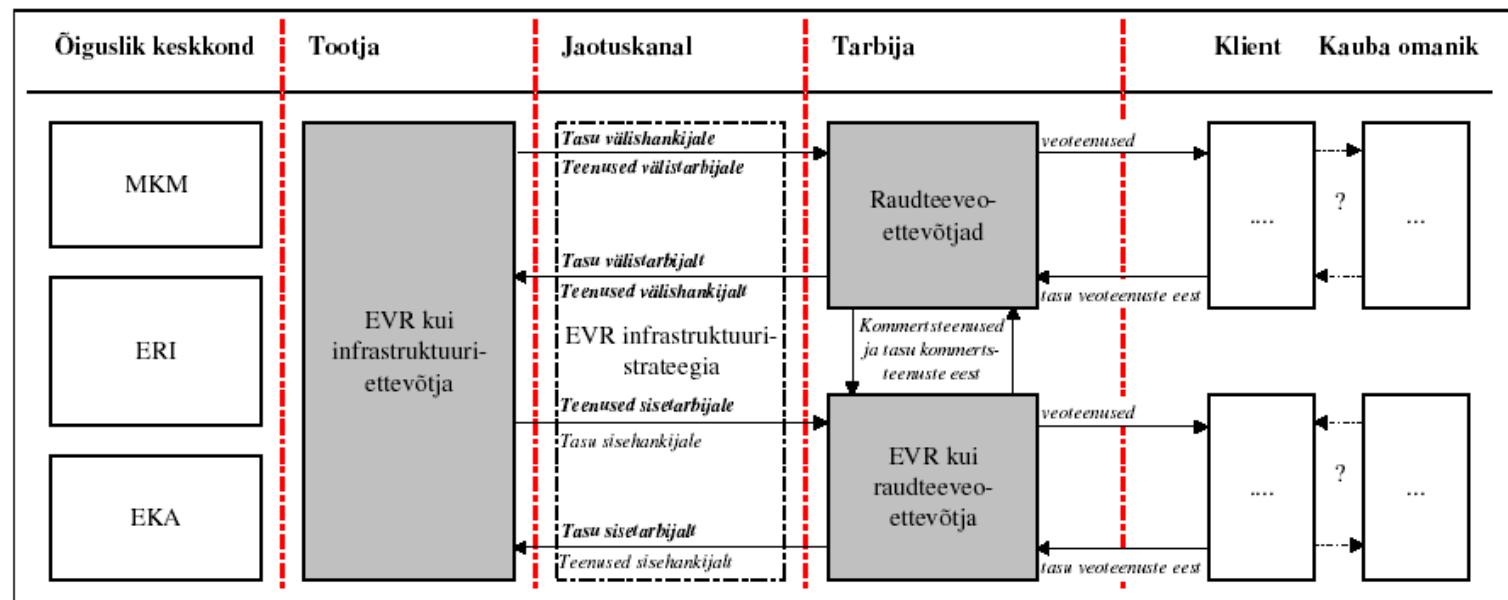 Õiguslik keskkond
Tootja
Jaotuskanal
Tarbija
Klient
Kauba omanik
MKM
ERI
EKA
EVR kui
infrastruktuuri-
ettevõtja
Tasu välishankijale
Teenused välistarbijale
Tasu välistarbijalt
Teenused välishankijalt
EVR infrastruktuuri-
strateegia
Teenused sisetarbijale
Tasu sisehankijale
Tasu sisetarbijalt
Teenused sisehankijalt
Raudteeveo-
ettevõtjad
Kommertsteenused
ja tasu kommerts-
teenuste eest
EVR kui
raudteeveo-
ettevõtja
veoteenused
tasu veoteenuste eest
veoteenused
tasu veoteenuste eest
....
?
...
....
?
...